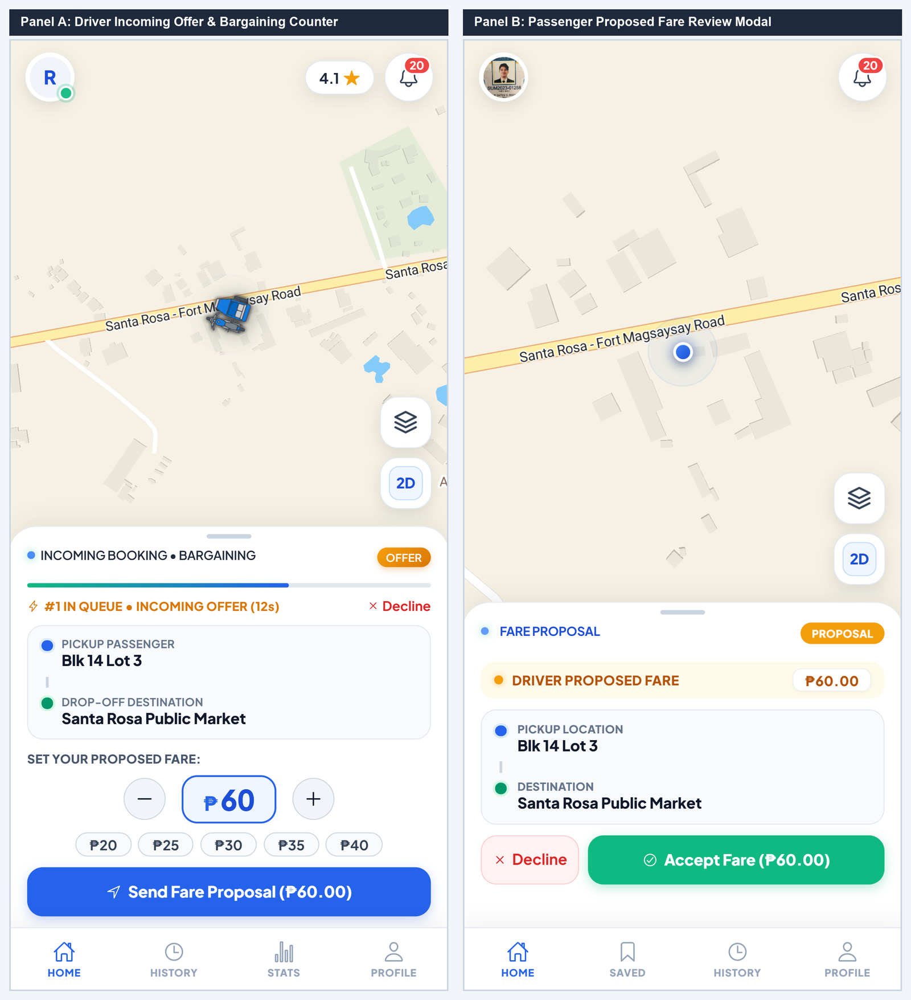 Panel A: Driver Incoming Offer & Bargaining Counter
R
4.1
20
Santa Rosa
Santa Rosa - Fort M
say Road
2D
A
INCOMING BOOKING • BARGAINING
OFFER
#1 IN QUEUE • INCOMING OFFER (12s)
× Decline
PICKUP PASSENGER
Blk 14 Lot 3
DROP-OFF DESTINATION
Santa Rosa Public Market
SET YOUR PROPOSED FARE:
− ₱60 +
₱20 ₱25 ₱30 ₱35 ₱40
Send Fare Proposal (₱60.00)
HOME HISTORY STATS PROFILE
Panel B: Passenger Proposed Fare Review Modal
SUM2023-01258
20
Santa Ros
Santa Rosa - Fort Magsaysay Road
2D
FARE PROPOSAL
PROPOSAL
DRIVER PROPOSED FARE
₱60.00
PICKUP LOCATION
Blk 14 Lot 3
DESTINATION
Santa Rosa Public Market
× Decline
Accept Fare (₱60.00)
HOME SAVED HISTORY PROFILE